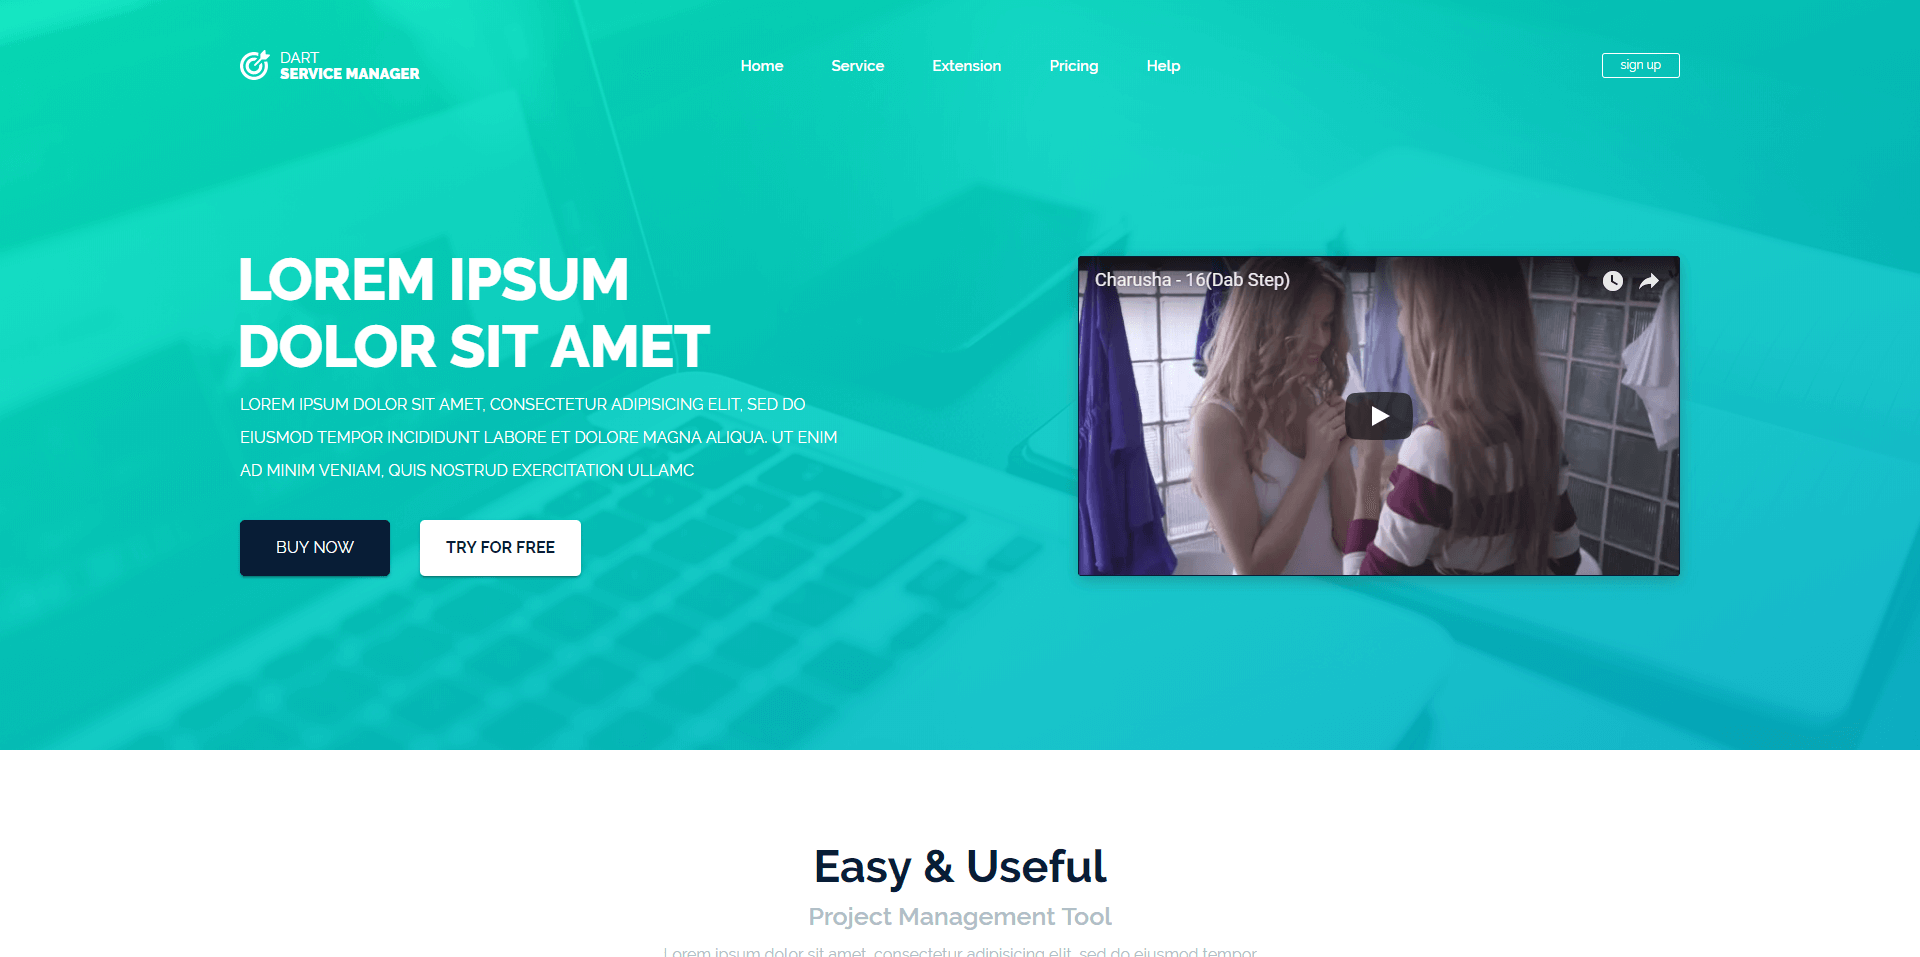 DART
SERVICE MANAGER
Home
Service
Extension
Pricing
Help
sign up
LOREM IPSUM
DOLOR SIT AMET
LOREM IPSUM DOLOR SIT AMET, CONSECTETUR ADIPISICING ELIT, SED DO
EIUSMOD TEMPOR INCIDIDUNT LABORE ET DOLORE MAGNA ALIQUA. UT ENIM
AD MINIM VENIAM, QUIS NOSTRUD EXERCITATION ULLAMC
BUY NOW
TRY FOR FREE
Charusha - 16(Dab Step)
Easy & Useful
Project Management Tool
Lorem ipsum dolor sit amet, consectetur adipisicing elit, sed do eiusmod tempor